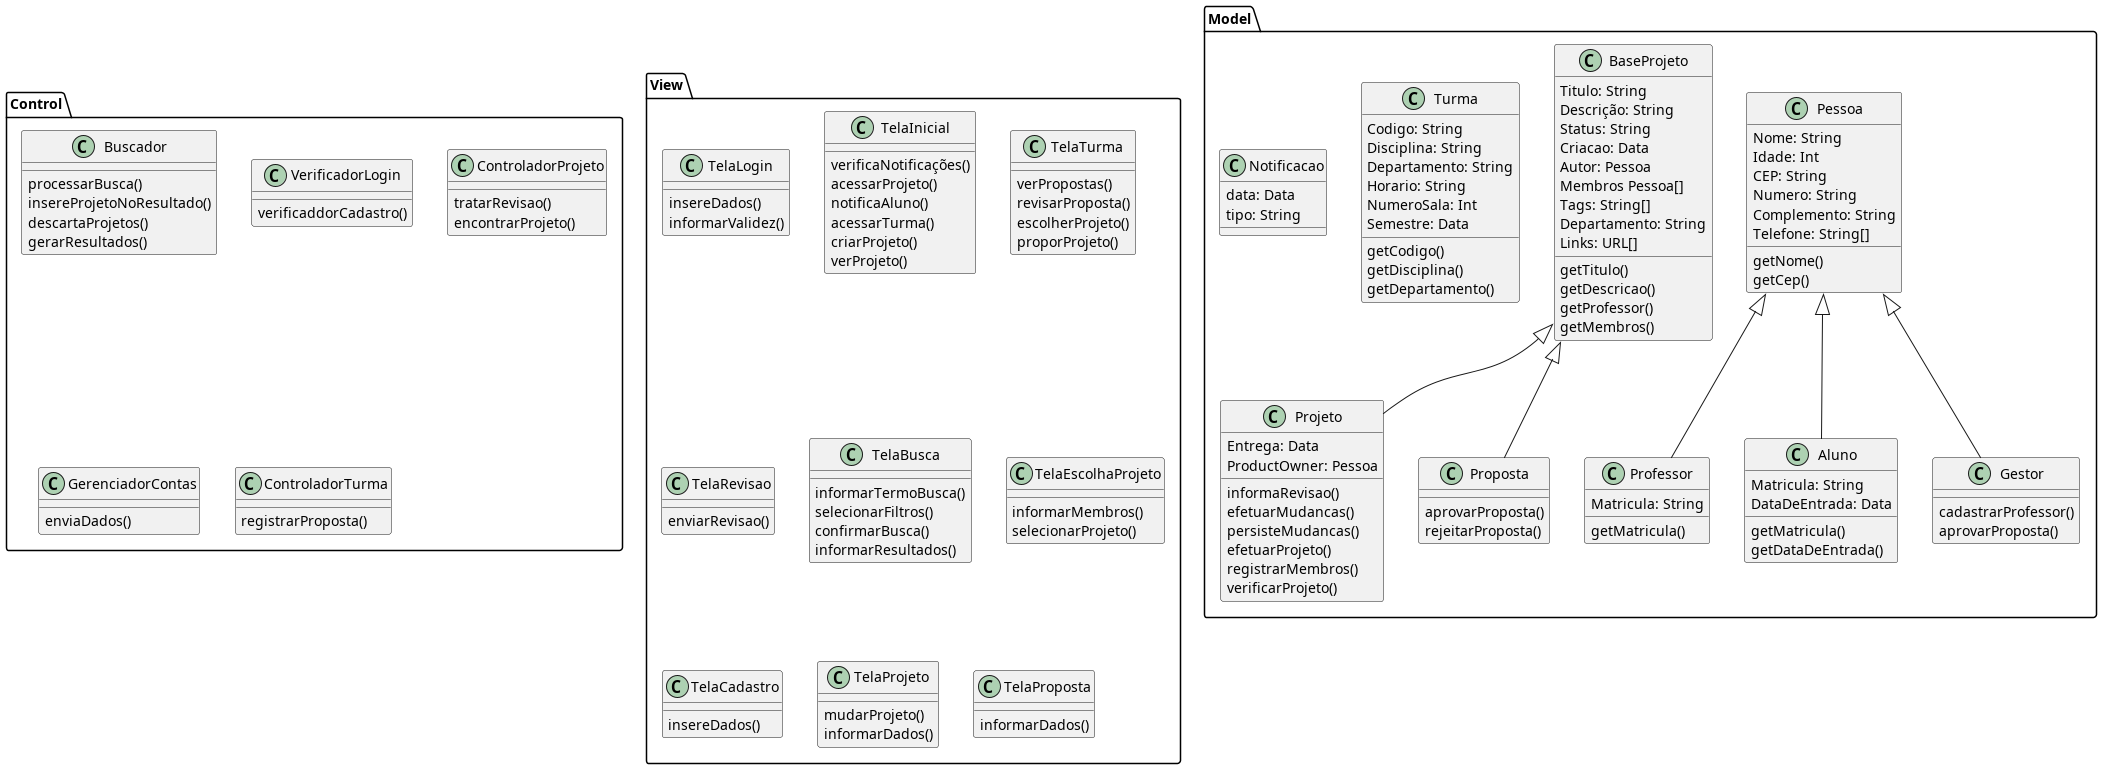 Control
C Buscador
processarBusca()
insereProjetoNoResultado()
descartaProjetos()
gerarResultados()
C VerificadorLogin
verificaddorCadastro()
C ControladorProjeto
tratarRevisao()
encontrarProjeto()
C GerenciadorContas
enviaDados()
C ControladorTurma
registrarProposta()
View
C TelaLogin
insereDados()
informarValidez()
C TelaInicial
verificaNotificações()
acessarProjeto()
notificaAluno()
acessarTurma()
criarProjeto()
verProjeto()
C TelaTurma
verPropostas()
revisarProposta()
escolherProjeto()
proporProjeto()
C TelaRevisao
enviarRevisao()
C TelaBusca
informarTermoBusca()
selecionarFiltros()
confirmarBusca()
informarResultados()
C TelaEscolhaProjeto
informarMembros()
selecionarProjeto()
C TelaCadastro
insereDados()
C TelaProjeto
mudarProjeto()
informarDados()
C TelaProposta
informarDados()
Model
C Notificacao
data: Data
tipo: String
C Turma
Codigo: String
Disciplina: String
Departamento: String
Horario: String
NumeroSala: Int
Semestre: Data
getCodigo()
getDisciplina()
getDepartamento()
C BaseProjeto
Titulo: String
Descrição: String
Status: String
Criacao: Data
Autor: Pessoa
Membros Pessoa[]
Tags: String[]
Departamento: String
Links: URL[]
getTitulo()
getDescricao()
getProfessor()
getMembros()
C Pessoa
Nome: String
Idade: Int
CEP: String
Numero: String
Complemento: String
Telefone: String[]
getNome()
getCep()
C Projeto
Entrega: Data
ProductOwner: Pessoa
informaRevisao()
efetuarMudancas()
persisteMudancas()
efetuarProjeto()
registrarMembros()
verificarProjeto()
C Proposta
aprovarProposta()
rejeitarProposta()
C Professor
Matricula: String
getMatricula()
C Aluno
Matricula: String
DataDeEntrada: Data
getMatricula()
getDataDeEntrada()
C Gestor
cadastrarProfessor()
aprovarProposta()